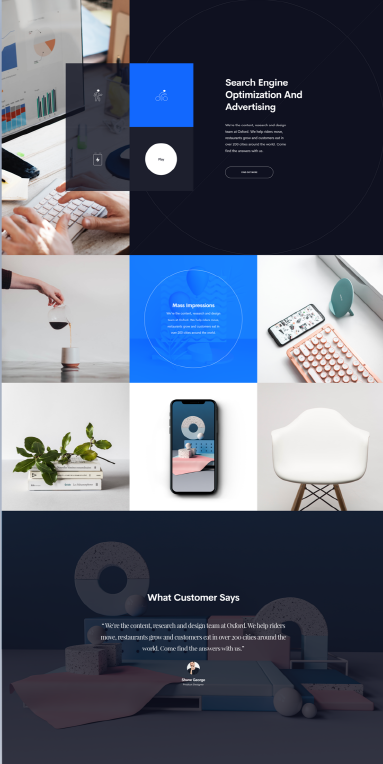 Search Engine
Optimization And
Advertising
We're the content, research and design
team at Oxford. We help riders move,
restaurants grow and customers eat in
over 200 cities around the world. Come
find the answers with us.
Play
Mass Impressions
We're the content, research and design
team at Oxford. We help riders move,
restaurants grow and customers eat in
over 200 cities around the world.
What Customer Says
“We're the content, research and design team at Oxford. We help riders
move, restaurants grow and customers eat in over 200 cities around the
world. Come find the answers with us.”
Shane George
Product Designer